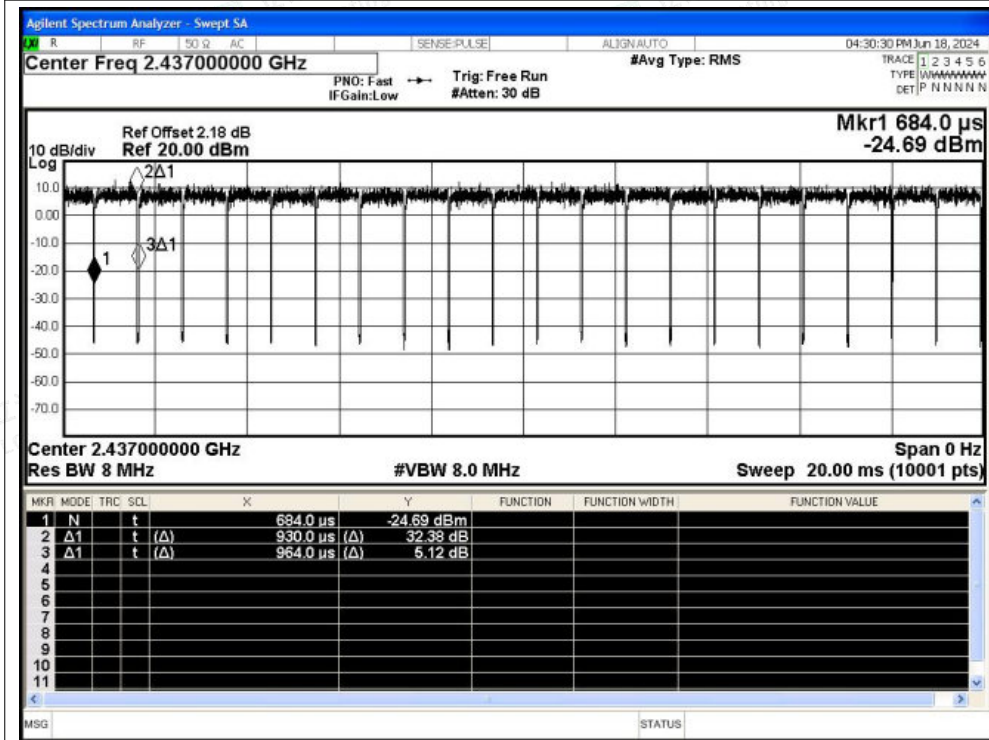 Agilent Spectrum Analyzer - Swept SA
LXI R RF 50 Ω AC SENSE:PULSE ALIGNAUTO 04:30:30 PM Jun 18, 2024
Center Freq 2.437000000 GHz #Avg Type: RMS TRACE 1 2 3 4 5 6
PNO: Fast Trig: Free Run TYPE
IFGain:Low #Atten: 30 dB DET P N N N N N
Ref Offset 2.18 dB Mkr1 684.0 µs
10 dB/div Ref 20.00 dBm -24.69 dBm
Log
2Δ1
10.0
0.00
3Δ1
-10.0
1
-20.0
-30.0
-40.0
-50.0
-60.0
-70.0
Center 2.437000000 GHz Span 0 Hz
Res BW 8 MHz #VBW 8.0 MHz Sweep 20.00 ms (10001 pts)
MKR MODE TRC SCL X Y FUNCTION FUNCTION WIDTH FUNCTION VALUE
1 N t 684.0 µs -24.69 dBm
2 Δ1 t (Δ) 930.0 µs (Δ) 32.38 dB
3 Δ1 t (Δ) 964.0 µs (Δ) 5.12 dB
4
5
6
7
8
9
10
11
MSG STATUS